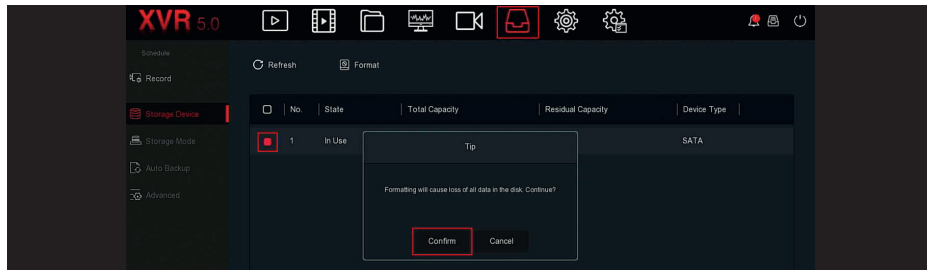 XVR 5.0
Schedule
Record
Storage Device
Storage Mode
Auto Backup
Advanced
Refresh Format
No. State Total Capacity Residual Capacity Device Type
1 In Use SATA
Tip
Formatting will cause loss of all data in the disk. Continue?
Confirm Cancel